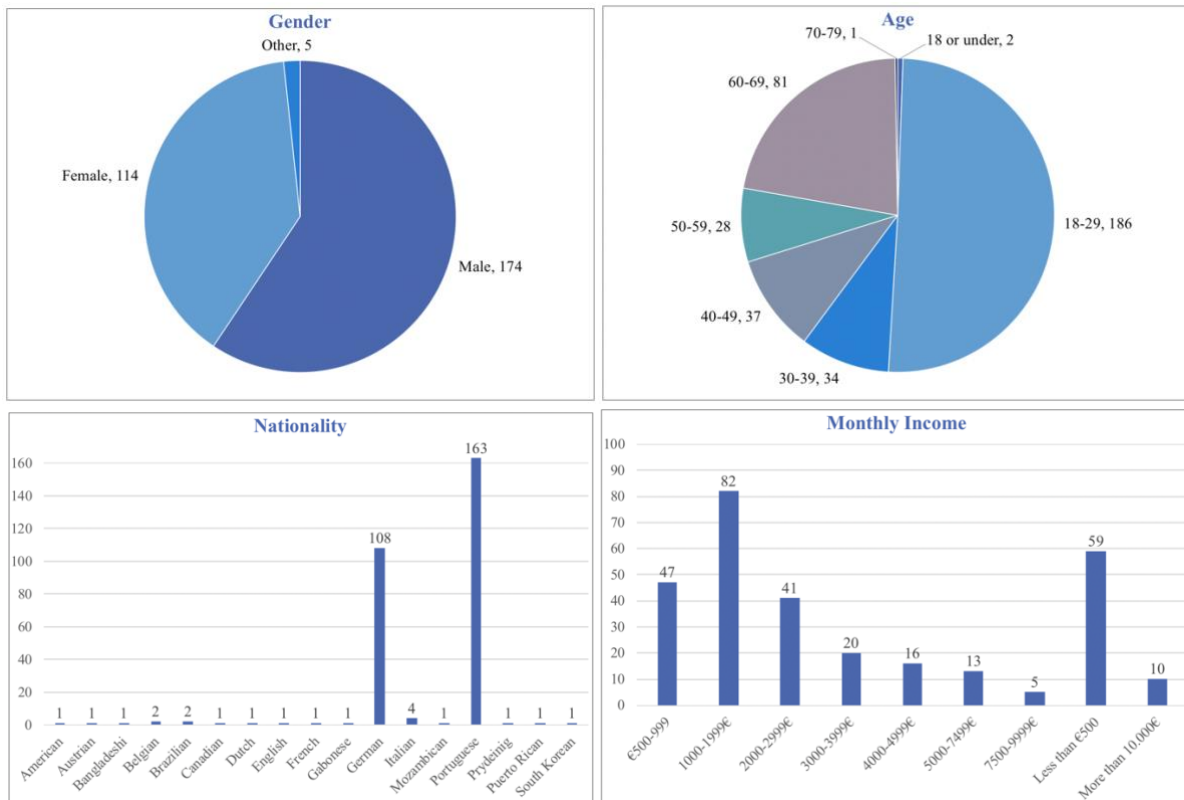 Gender
Other, 5
Female, 114
Male, 174
Age
70-79, 1
18 or under, 2
60-69, 81
18-29, 186
50-59, 28
40-49, 37
30-39, 34
Nationality
160
140
120
100
80
60
40
20
0
1
1
1
2
2
1
1
1
1
1
108
4
1
163
1
1
1
American
Austrian
Bangladeshi
Belgian
Brazilian
Canadian
Dutch
English
French
Gabonese
German
Italian
Mozambican
Portuguese
Prydeinig
Puerto Rican
South Korean
Monthly Income
100
90
80
70
60
50
40
30
20
10
0
47
82
41
20
16
13
5
59
10
€500-999
1000-1999€
2000-2999€
3000-3999€
4000-4999€
5000-7499€
7500-9999€
Less than €500
More than 10.000€